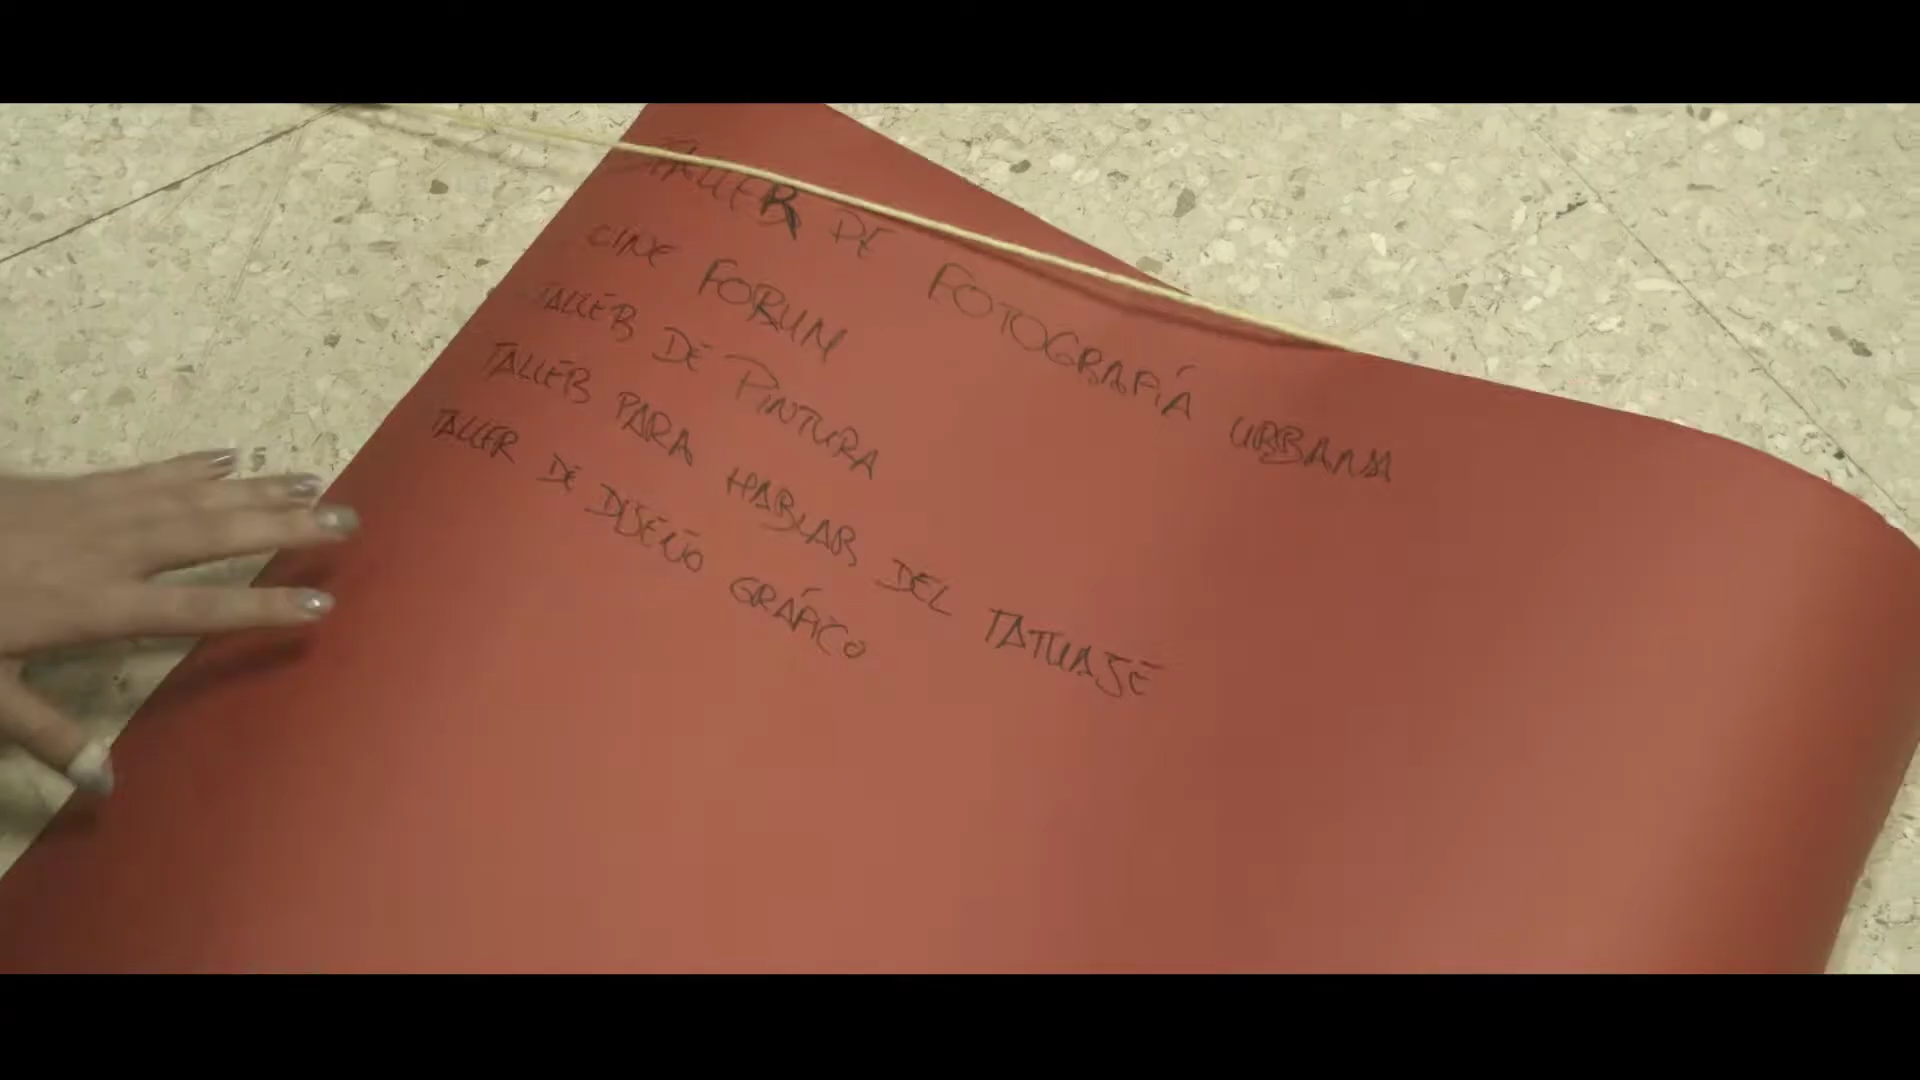 TALLER DE FOTOGRAFÍA URBANA
CINE FORUM
TALLER DE PINTURA
TALLER PARA HABLAR DEL TATUAJE
TALLER DE DISEÑO GRÁFICO